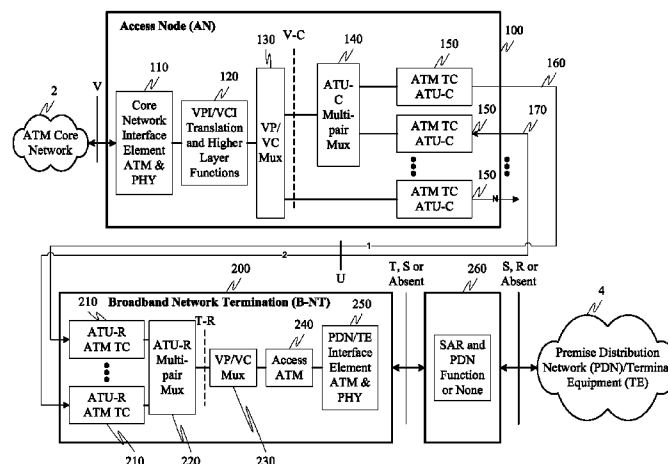 Access Node (AN)
V-C
100
130
140
150
160
110
120
2
V
ATM Core
Network
Core
Network
Interface
Element
ATM &
PHY
VPI/VCI
Translation
and Higher
Layer
Functions
VP/
VC
Mux
ATU-
C
Multi-
pair
Mux
ATM TC
ATU-C
150
170
ATM TC
ATU-C
150
ATM TC
ATU-C
N
1
2
U
200
T, S or
Absent
260
S, R or
Absent
Broadband Network Termination (B-NT)
210
T-R
240
250
4
ATU-R
ATM TC
ATU-R
Multi-
pair
Mux
VP/VC
Mux
Access
ATM
PDN/TE
Interface
Element
ATM &
PHY
SAR and
PDN
Function
or None
Premise Distribution
Network (PDN)/Terminal
Equipment (TE)
ATU-R
ATM TC
210
220
230